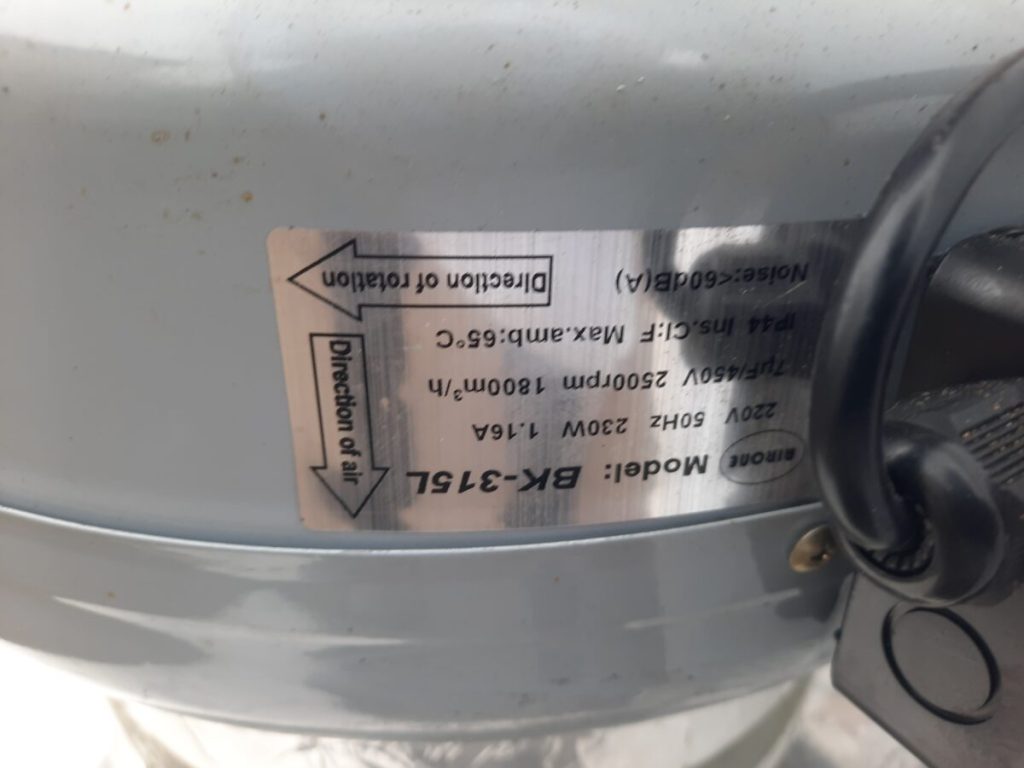 AIRONE
Model: BK-315L
220V 50Hz 230W 1.16A
7μF/450V 2500rpm 1800m³/h
IP44 Ins.Cl:F Max.amb:65°C
Noise:<60dB(A)
Direction of rotation
Direction of air